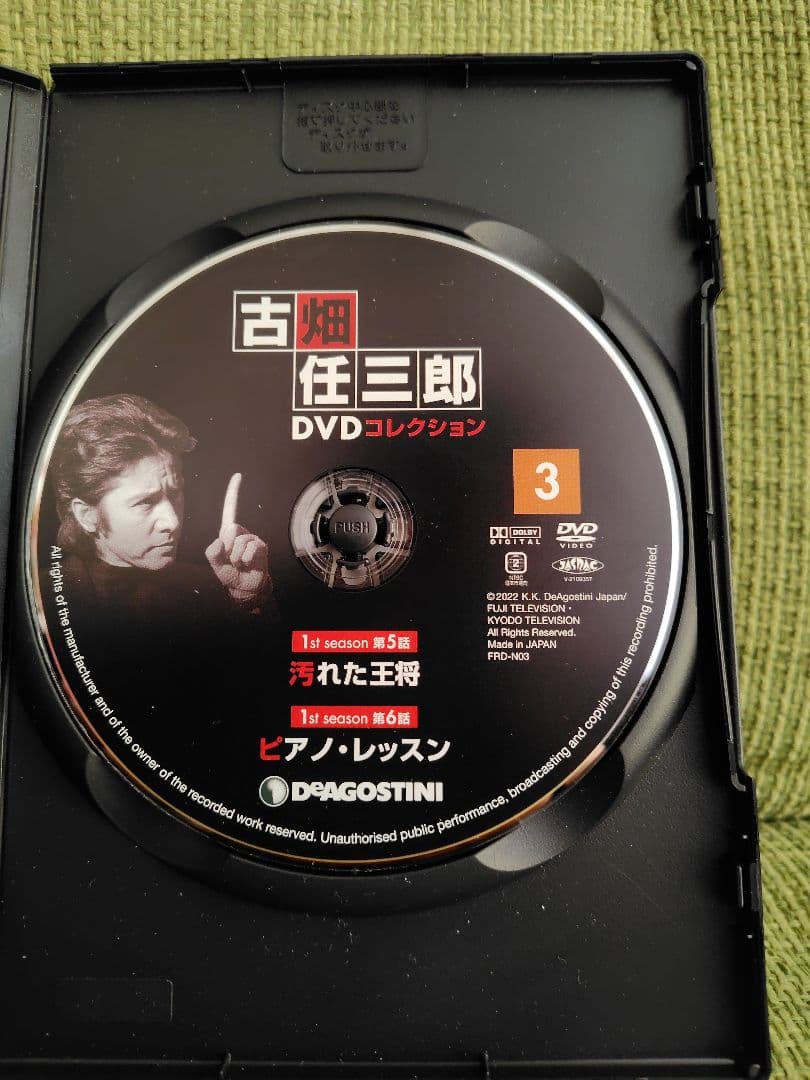 古畑
任三郎
DVDコレクション
3
DOLBY
DIGITAL
DVD
VIDEO
PUSH
2
NTSC
JASRAC
©2022 K.K. DeAgostini Japan/
FUJI TELEVISION・
KYODO TELEVISION
All Rights Reserved.
Made in JAPAN
FRD-N03
1st season 第5話
汚れた王将
1st season 第6話
ピアノ・レッスン
DeAGOSTINI
All rights of the manufacturer and of the owner of the recorded work reserved. Unauthorised public performance, broadcasting and copying of this recording prohibited.